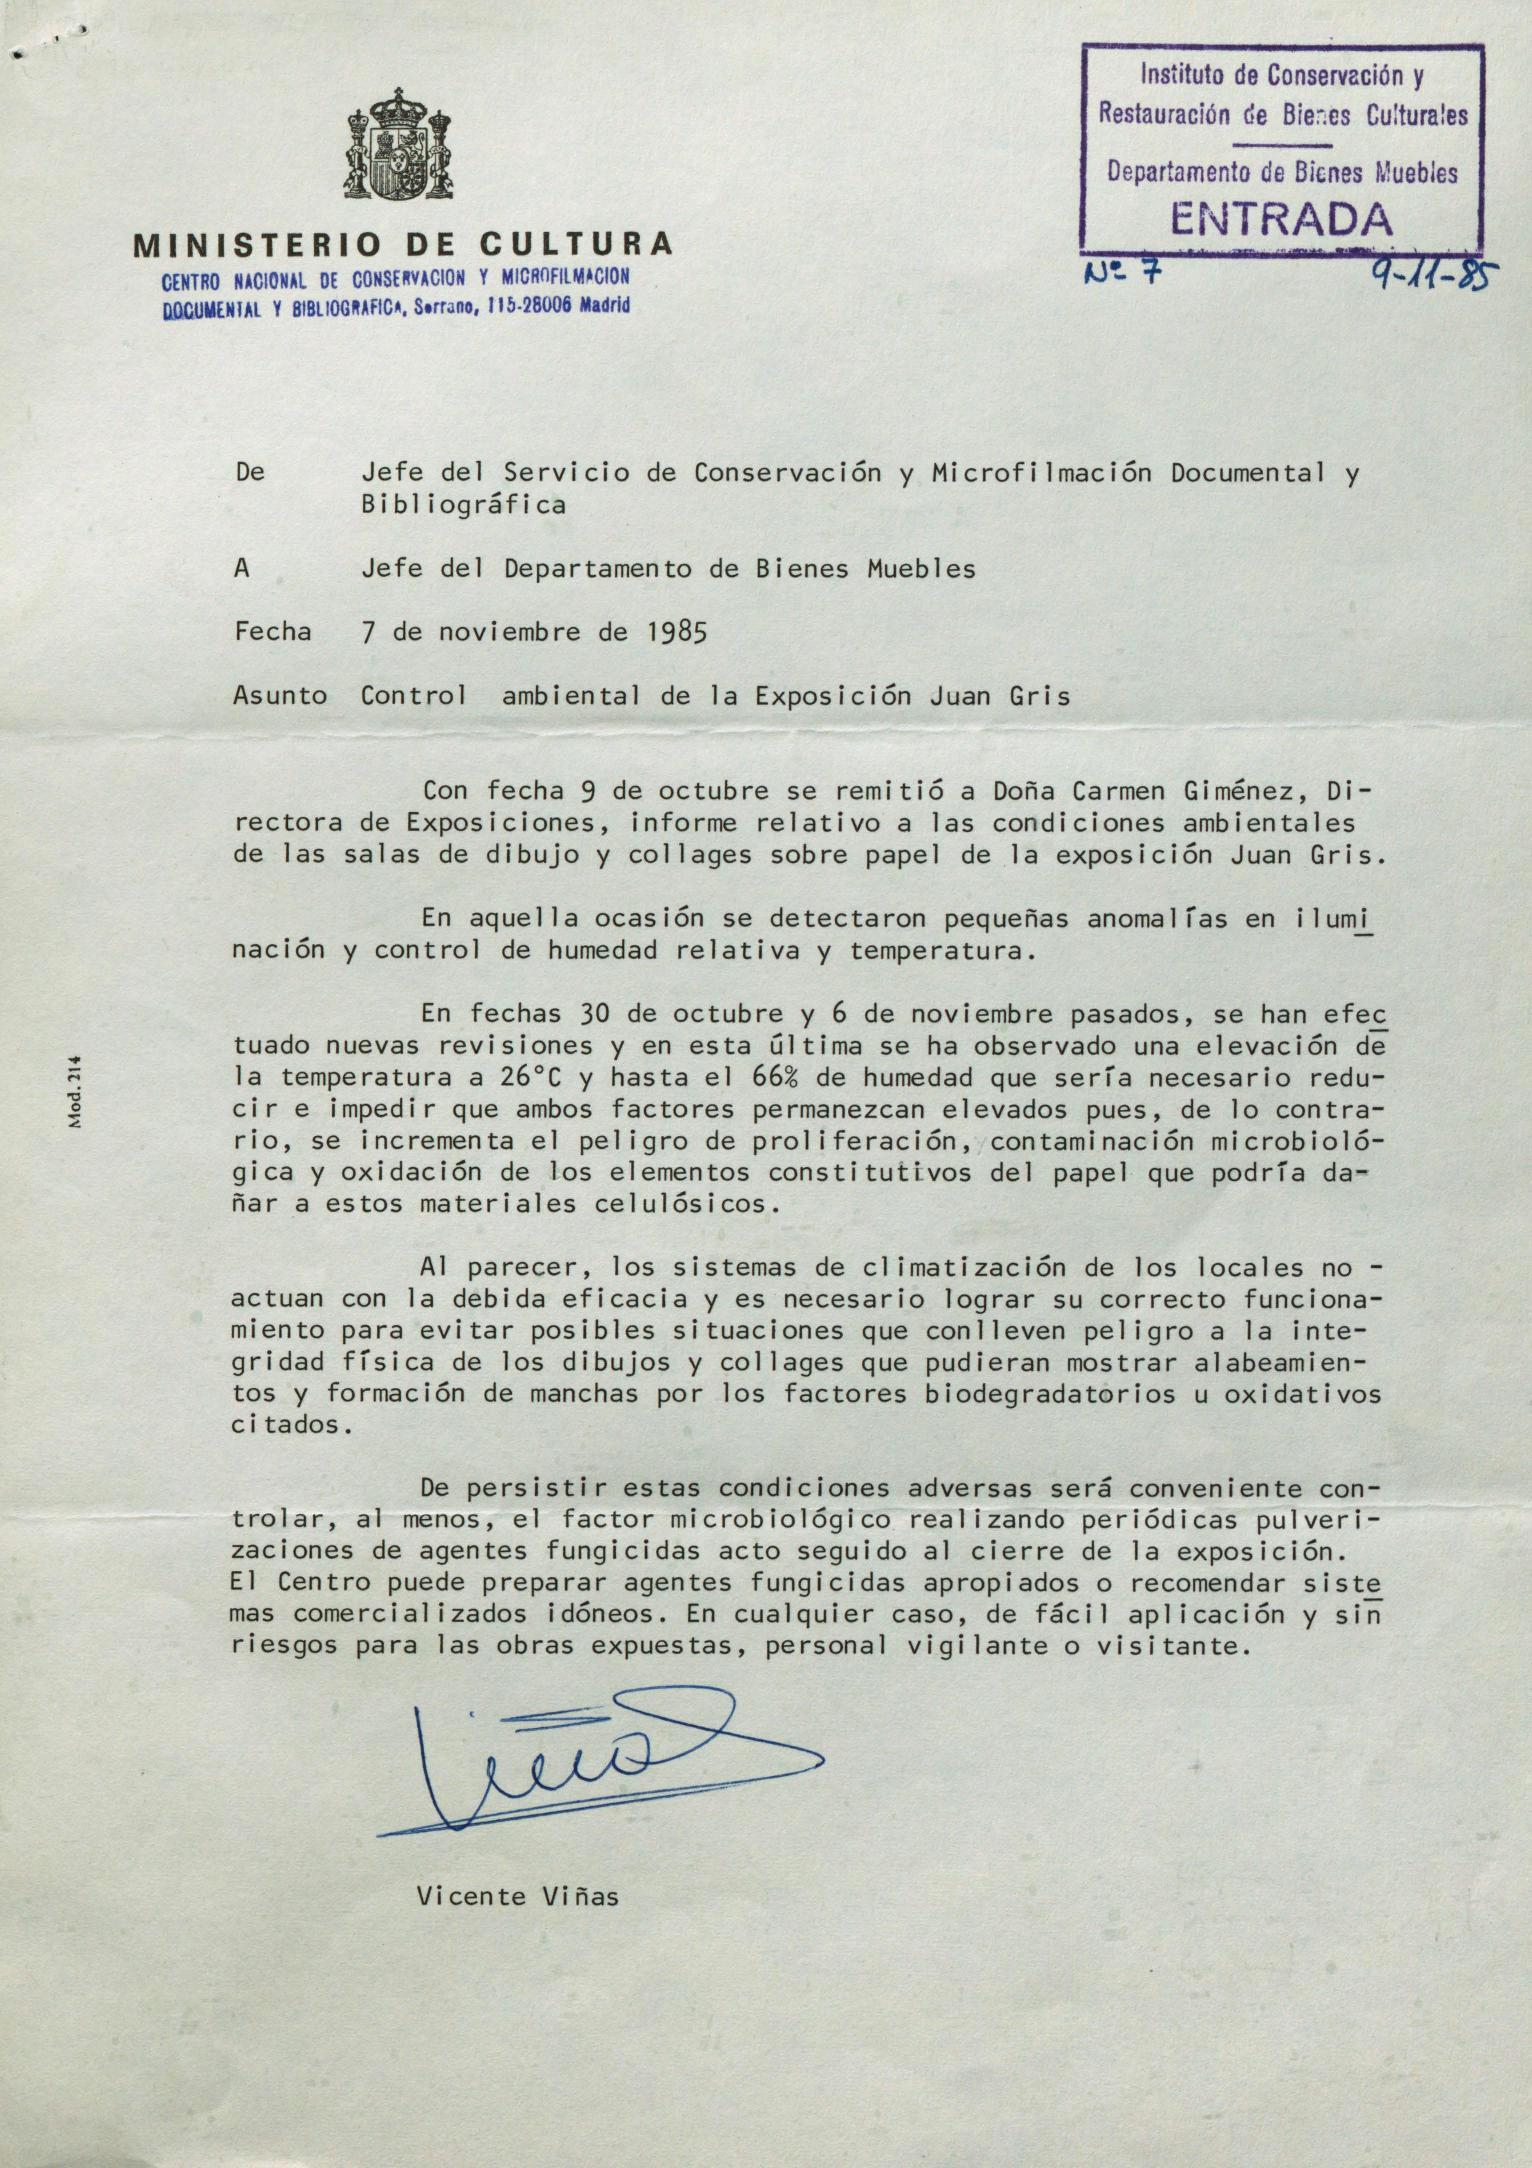 Instituto de Conservación y
Restauración de Bienes Culturales
Departamento de Bienes Muebles
ENTRADA
Nº 7 9-11-85
MINISTERIO DE CULTURA
CENTRO NACIONAL DE CONSERVACION Y MICROFILMACION
DOCUMENTAL Y BIBLIOGRAFICA, Serrano, 115-28006 Madrid
De Jefe del Servicio de Conservación y Microfilmación Documental y
Bibliográfica
A Jefe del Departamento de Bienes Muebles
Fecha 7 de noviembre de 1985
Asunto Control ambiental de la Exposición Juan Gris
Con fecha 9 de octubre se remitió a Doña Carmen Giménez, Di-
rectora de Exposiciones, informe relativo a las condiciones ambientales
de las salas de dibujo y collages sobre papel de la exposición Juan Gris.
En aquella ocasión se detectaron pequeñas anomalías en ilumi
nación y control de humedad relativa y temperatura.
En fechas 30 de octubre y 6 de noviembre pasados, se han efec
tuado nuevas revisiones y en esta última se ha observado una elevación de
la temperatura a 26°C y hasta el 66% de humedad que sería necesario redu-
cir e impedir que ambos factores permanezcan elevados pues, de lo contra-
rio, se incrementa el peligro de proliferación, contaminación microbioló-
gica y oxidación de los elementos constitutivos del papel que podría da-
ñar a estos materiales celulósicos.
Al parecer, los sistemas de climatización de los locales no -
actuan con la debida eficacia y es necesario lograr su correcto funciona-
miento para evitar posibles situaciones que conlleven peligro a la inte-
gridad física de los dibujos y collages que pudieran mostrar alabeamien-
tos y formación de manchas por los factores biodegradatorios u oxidativos
citados.
De persistir estas condiciones adversas será conveniente con-
trolar, al menos, el factor microbiológico realizando periódicas pulveri-
zaciones de agentes fungicidas acto seguido al cierre de la exposición.
El Centro puede preparar agentes fungicidas apropiados o recomendar siste
mas comercializados idóneos. En cualquier caso, de fácil aplicación y sin
riesgos para las obras expuestas, personal vigilante o visitante.
Viñas
Vicente Viñas
Mod. 214